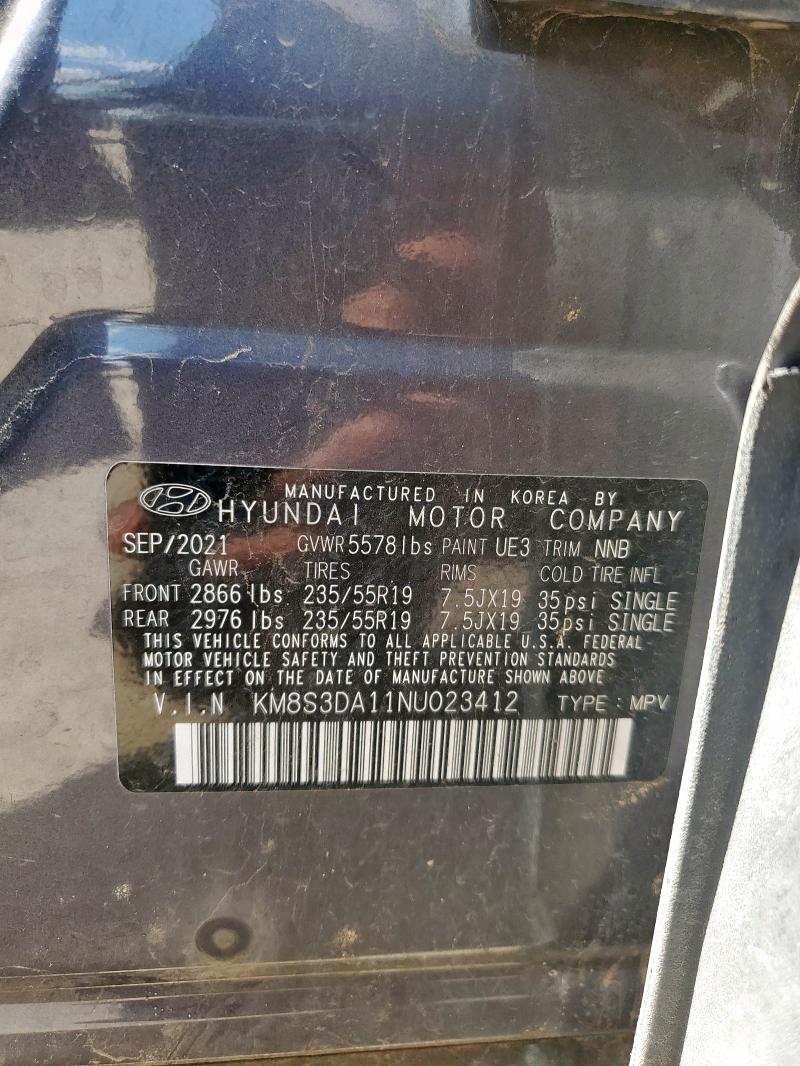 MANUFACTURED IN KOREA BY
HYUNDAI MOTOR COMPANY
SEP/2021 GVWR 5578lbs PAINT UE3 TRIM NNB
GAWR TIRES RIMS COLD TIRE INFL
FRONT 2866 lbs 235/55R19 7.5JX19 35psi SINGLE
REAR 2976 lbs 235/55R19 7.5JX19 35psi SINGLE
THIS VEHICLE CONFORMS TO ALL APPLICABLE U.S.A. FEDERAL
MOTOR VEHICLE SAFETY AND THEFT PREVENTION STANDARDS
IN EFFECT ON THE DATE OF MANUFACTURE SHOWN ABOVE
V.I.N KM8S3DA11NU023412 TYPE : MPV